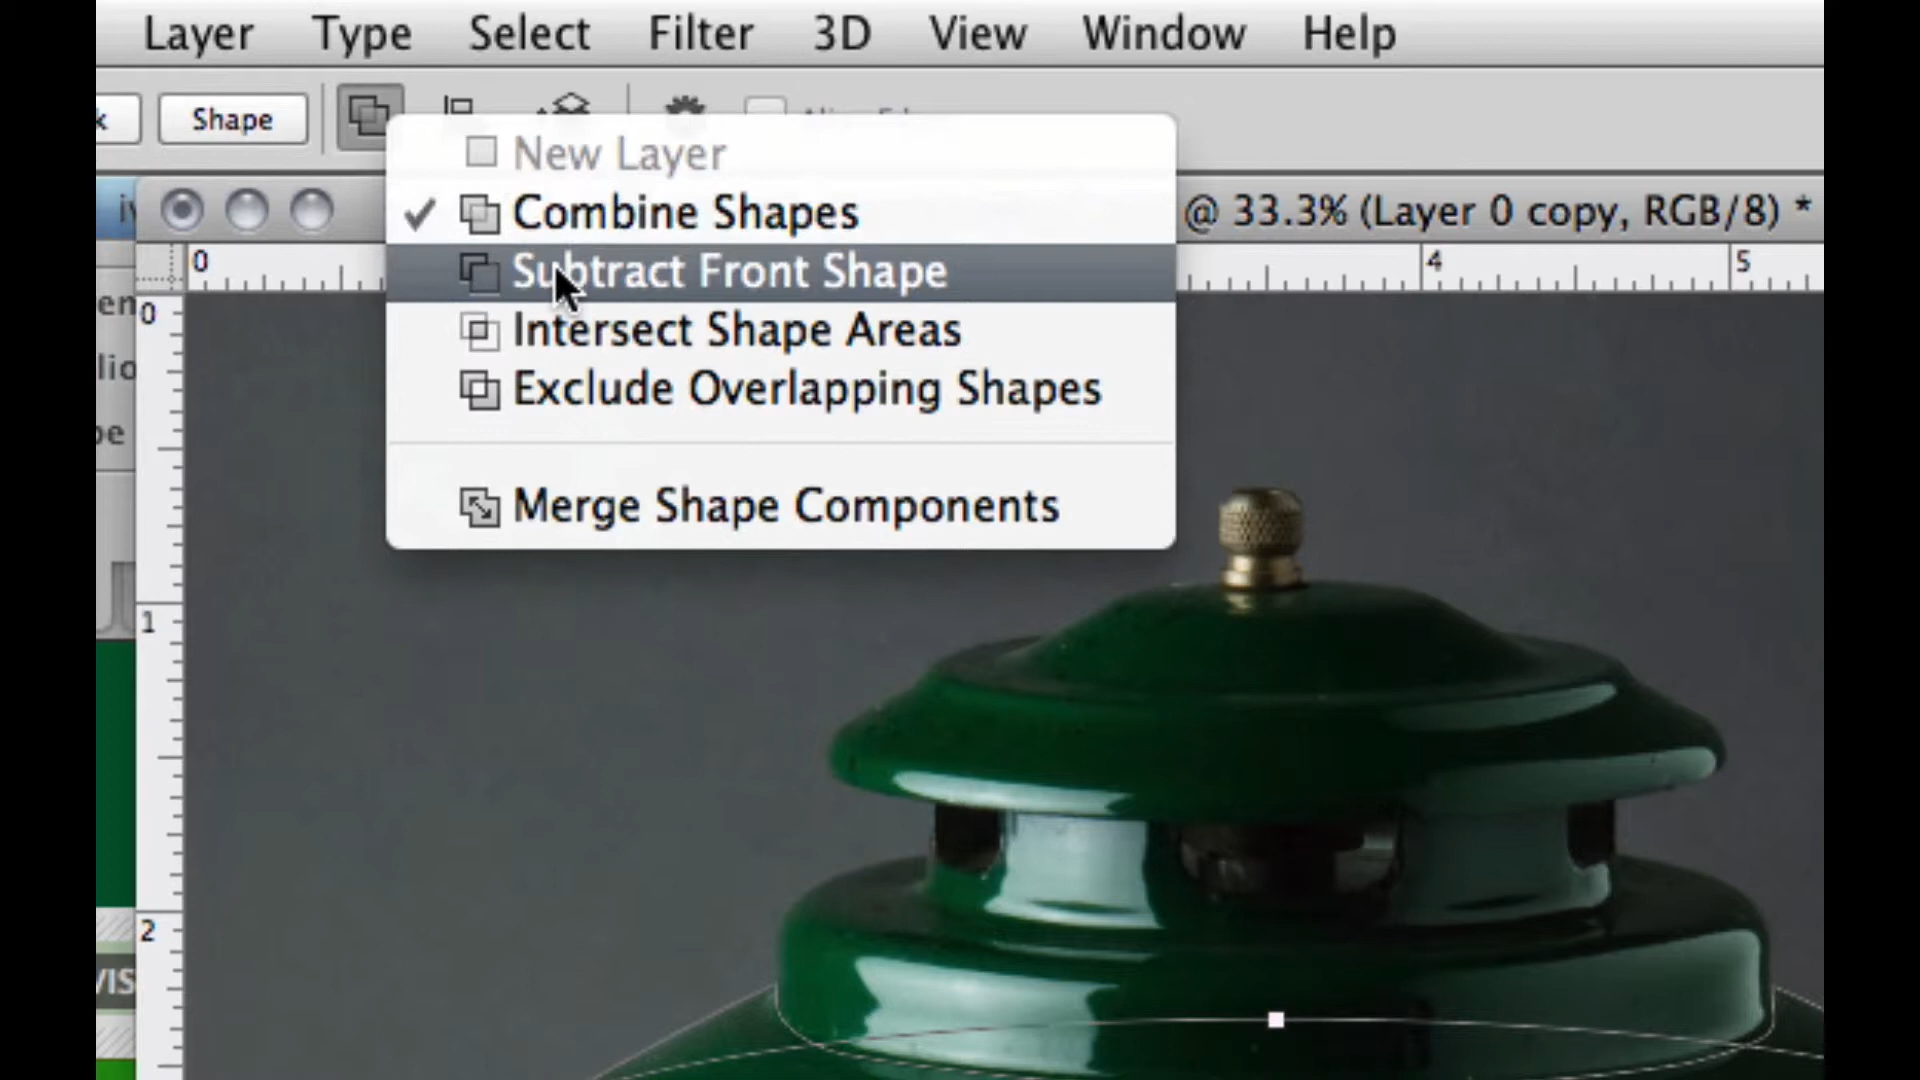 Layer Type Select Filter 3D View Window Help
Shape
New Layer
Combine Shapes
@ 33.3% (Layer 0 copy, RGB/8) *
Subtract Front Shape
0 4 5
0
Intersect Shape Areas
Exclude Overlapping Shapes
Merge Shape Components
1
2